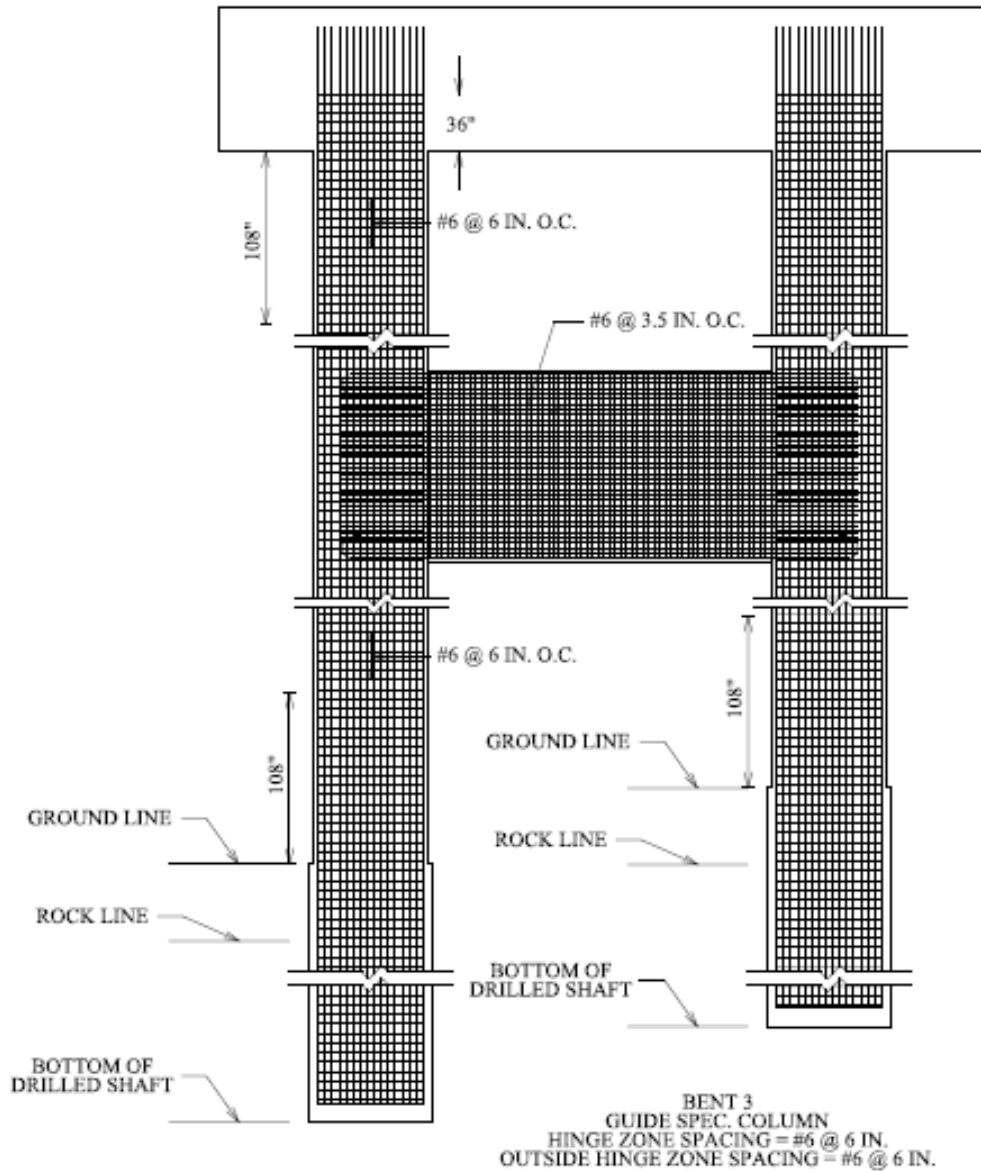 36"
108"
#6 @ 6 IN. O.C.
#6 @ 3.5 IN. O.C.
#6 @ 6 IN. O.C.
108"
108"
GROUND LINE
GROUND LINE
ROCK LINE
ROCK LINE
BOTTOM OF
DRILLED SHAFT
BOTTOM OF
DRILLED SHAFT
BENT 3
GUIDE SPEC. COLUMN
HINGE ZONE SPACING = #6 @ 6 IN.
OUTSIDE HINGE ZONE SPACING = #6 @ 6 IN.